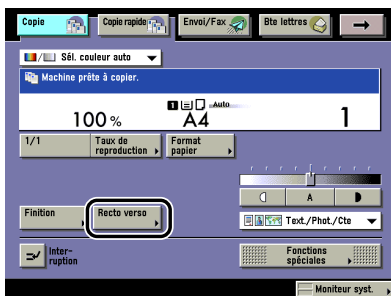 Copie
Copie rapide
Envoi/Fax
Bte lettres
Sél. couleur auto
Machine prête à copier.
100 %
Auto
A4
1
1/1
Taux de
reproduction
Format
papier
A
Finition
Recto verso
Text./Phot./Cte
Inter-
ruption
Fonctions
spéciales
Moniteur syst.